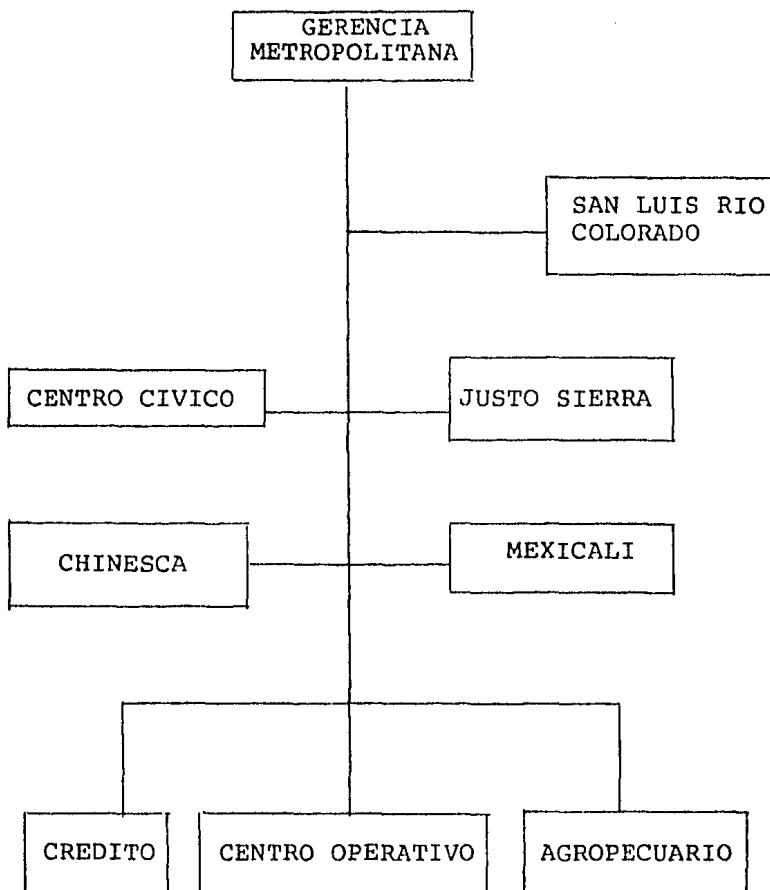 GERENCIA
METROPOLITANA
SAN LUIS RIO
COLORADO
CENTRO CIVICO
JUSTO SIERRA
CHINESCA
MEXICALI
CREDITO
CENTRO OPERATIVO
AGROPECUARIO